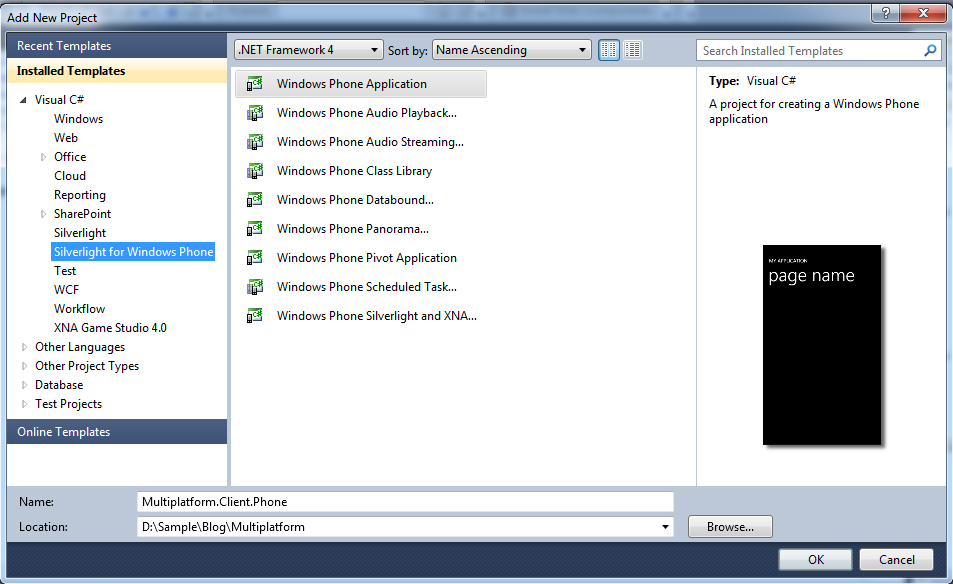 Add New Project
?
Recent Templates
.NET Framework 4
Sort by:
Name Ascending
Search Installed Templates
Installed Templates
Visual C#
Windows
Web
Office
Cloud
Reporting
SharePoint
Silverlight
Silverlight for Windows Phone
Test
WCF
Workflow
XNA Game Studio 4.0
Other Languages
Other Project Types
Database
Test Projects
Online Templates
Windows Phone Application
Windows Phone Audio Playback...
Windows Phone Audio Streaming...
Windows Phone Class Library
Windows Phone Databound...
Windows Phone Panorama...
Windows Phone Pivot Application
Windows Phone Scheduled Task...
Windows Phone Silverlight and XNA...
Type: Visual C#
A project for creating a Windows Phone
application
MY APPLICATION
page name
Name:
Multiplatform.Client.Phone
Location:
D:\Sample\Blog\Multiplatform
Browse...
OK
Cancel